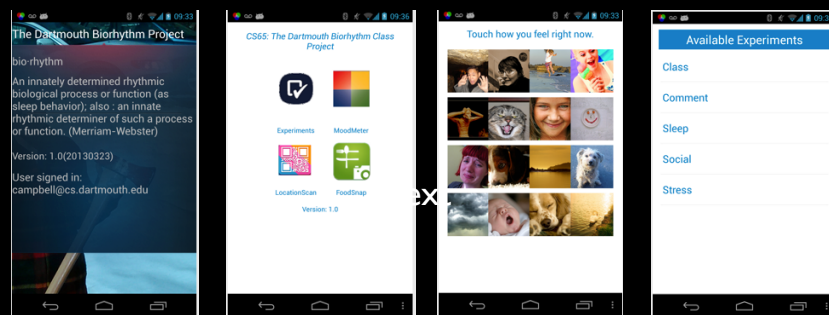 09:33
The Dartmouth Biorhythm Project
bio·rhythm
An innately determined rhythmic
biological process or function (as
sleep behavior); also : an innate
rhythmic determiner of such a process
or function. (Merriam-Webster)
Version: 1.0(20130323)
User signed in:
campbell@cs.dartmouth.edu
09:36
CS65: The Dartmouth Biorhythm Class
Project
Experiments
MoodMeter
LocationScan
FoodSnap
Version: 1.0
09:33
Touch how you feel right now.
Available Experiments
Class
Comment
Sleep
Social
Stress